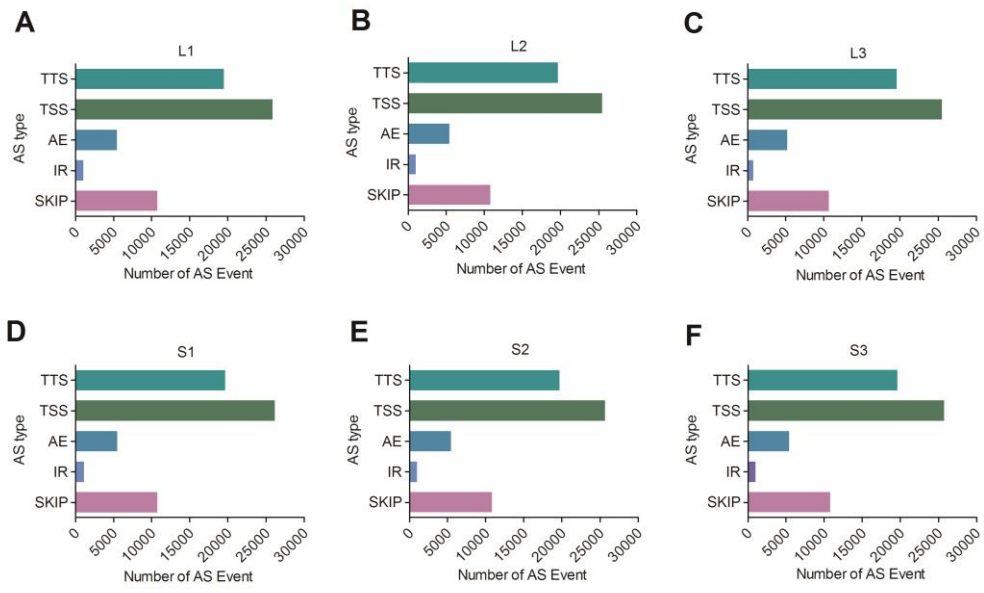 A
L1
AS type
TTS
TSS
AE
IR
SKIP
0 5000 10000 15000 20000 25000 30000
Number of AS Event
B
L2
AS type
TTS
TSS
AE
IR
SKIP
0 5000 10000 15000 20000 25000 30000
Number of AS Event
C
L3
AS type
TTS
TSS
AE
IR
SKIP
0 5000 10000 15000 20000 25000 30000
Number of AS Event
D
S1
AS type
TTS
TSS
AE
IR
SKIP
0 5000 10000 15000 20000 25000 30000
Number of AS Event
E
S2
AS type
TTS
TSS
AE
IR
SKIP
0 5000 10000 15000 20000 25000 30000
Number of AS Event
F
S3
AS type
TTS
TSS
AE
IR
SKIP
0 5000 10000 15000 20000 25000 30000
Number of AS Event